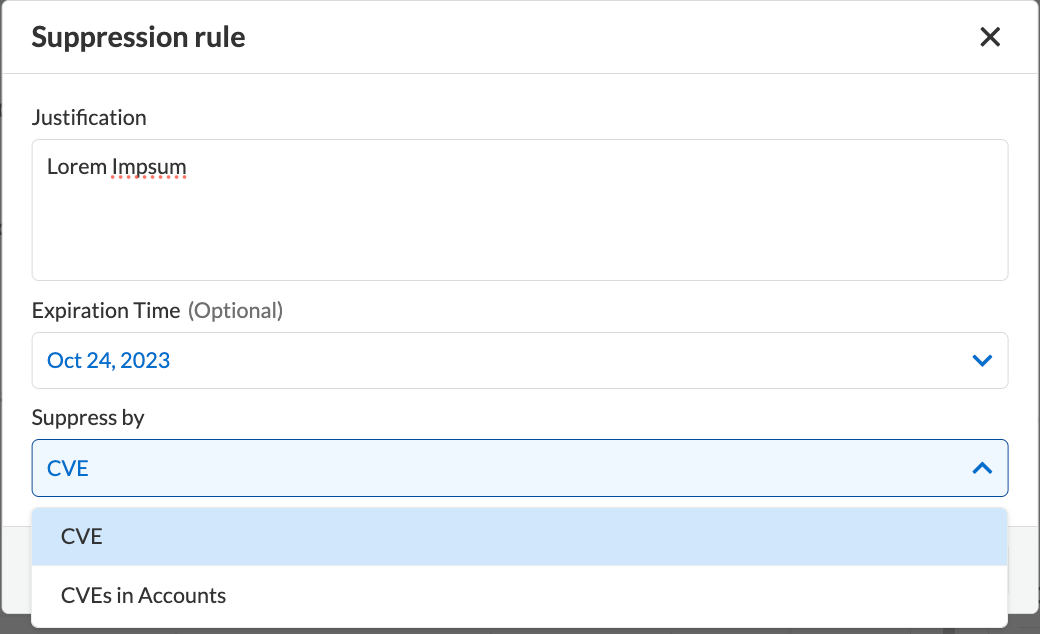 Suppression rule
Justification
Lorem Impsum
Expiration Time (Optional)
Oct 24, 2023
Suppress by
CVE
CVE
CVEs in Accounts